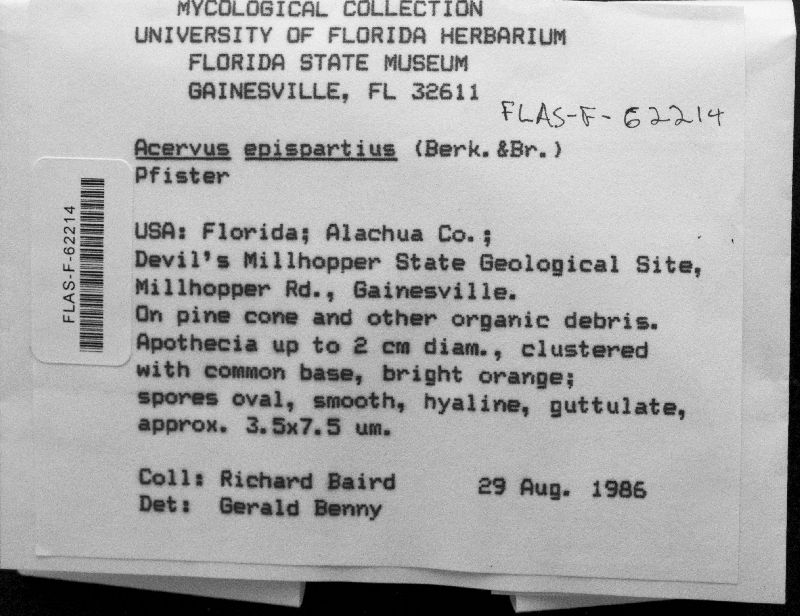 MYCOLOGICAL COLLECTION
UNIVERSITY OF FLORIDA HERBARIUM
FLORIDA STATE MUSEUM
GAINESVILLE, FL 32611
FLAS-F-62214
Acervus epispartius (Berk.&Br.)
Pfister
FLAS-F-62214
USA: Florida; Alachua Co.;
Devil's Millhopper State Geological Site,
Millhopper Rd., Gainesville.
On pine cone and other organic debris.
Apothecia up to 2 cm diam., clustered
with common base, bright orange;
spores oval, smooth, hyaline, guttulate,
approx. 3.5x7.5 um.
Coll: Richard Baird 29 Aug. 1986
Det: Gerald Benny